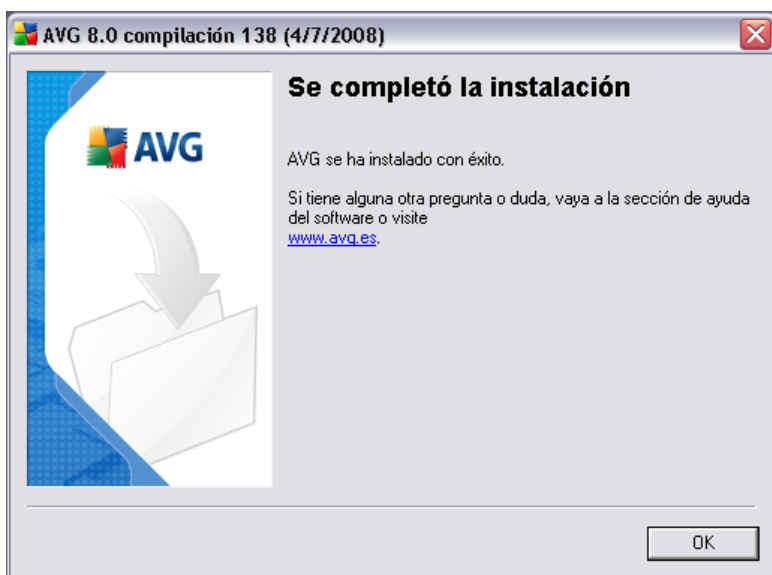 AVG 8.0 compilación 138 (4/7/2008)
AVG
Se completó la instalación
AVG se ha instalado con éxito.
Si tiene alguna otra pregunta o duda, vaya a la sección de ayuda
del software o visite
www.avg.es.
OK